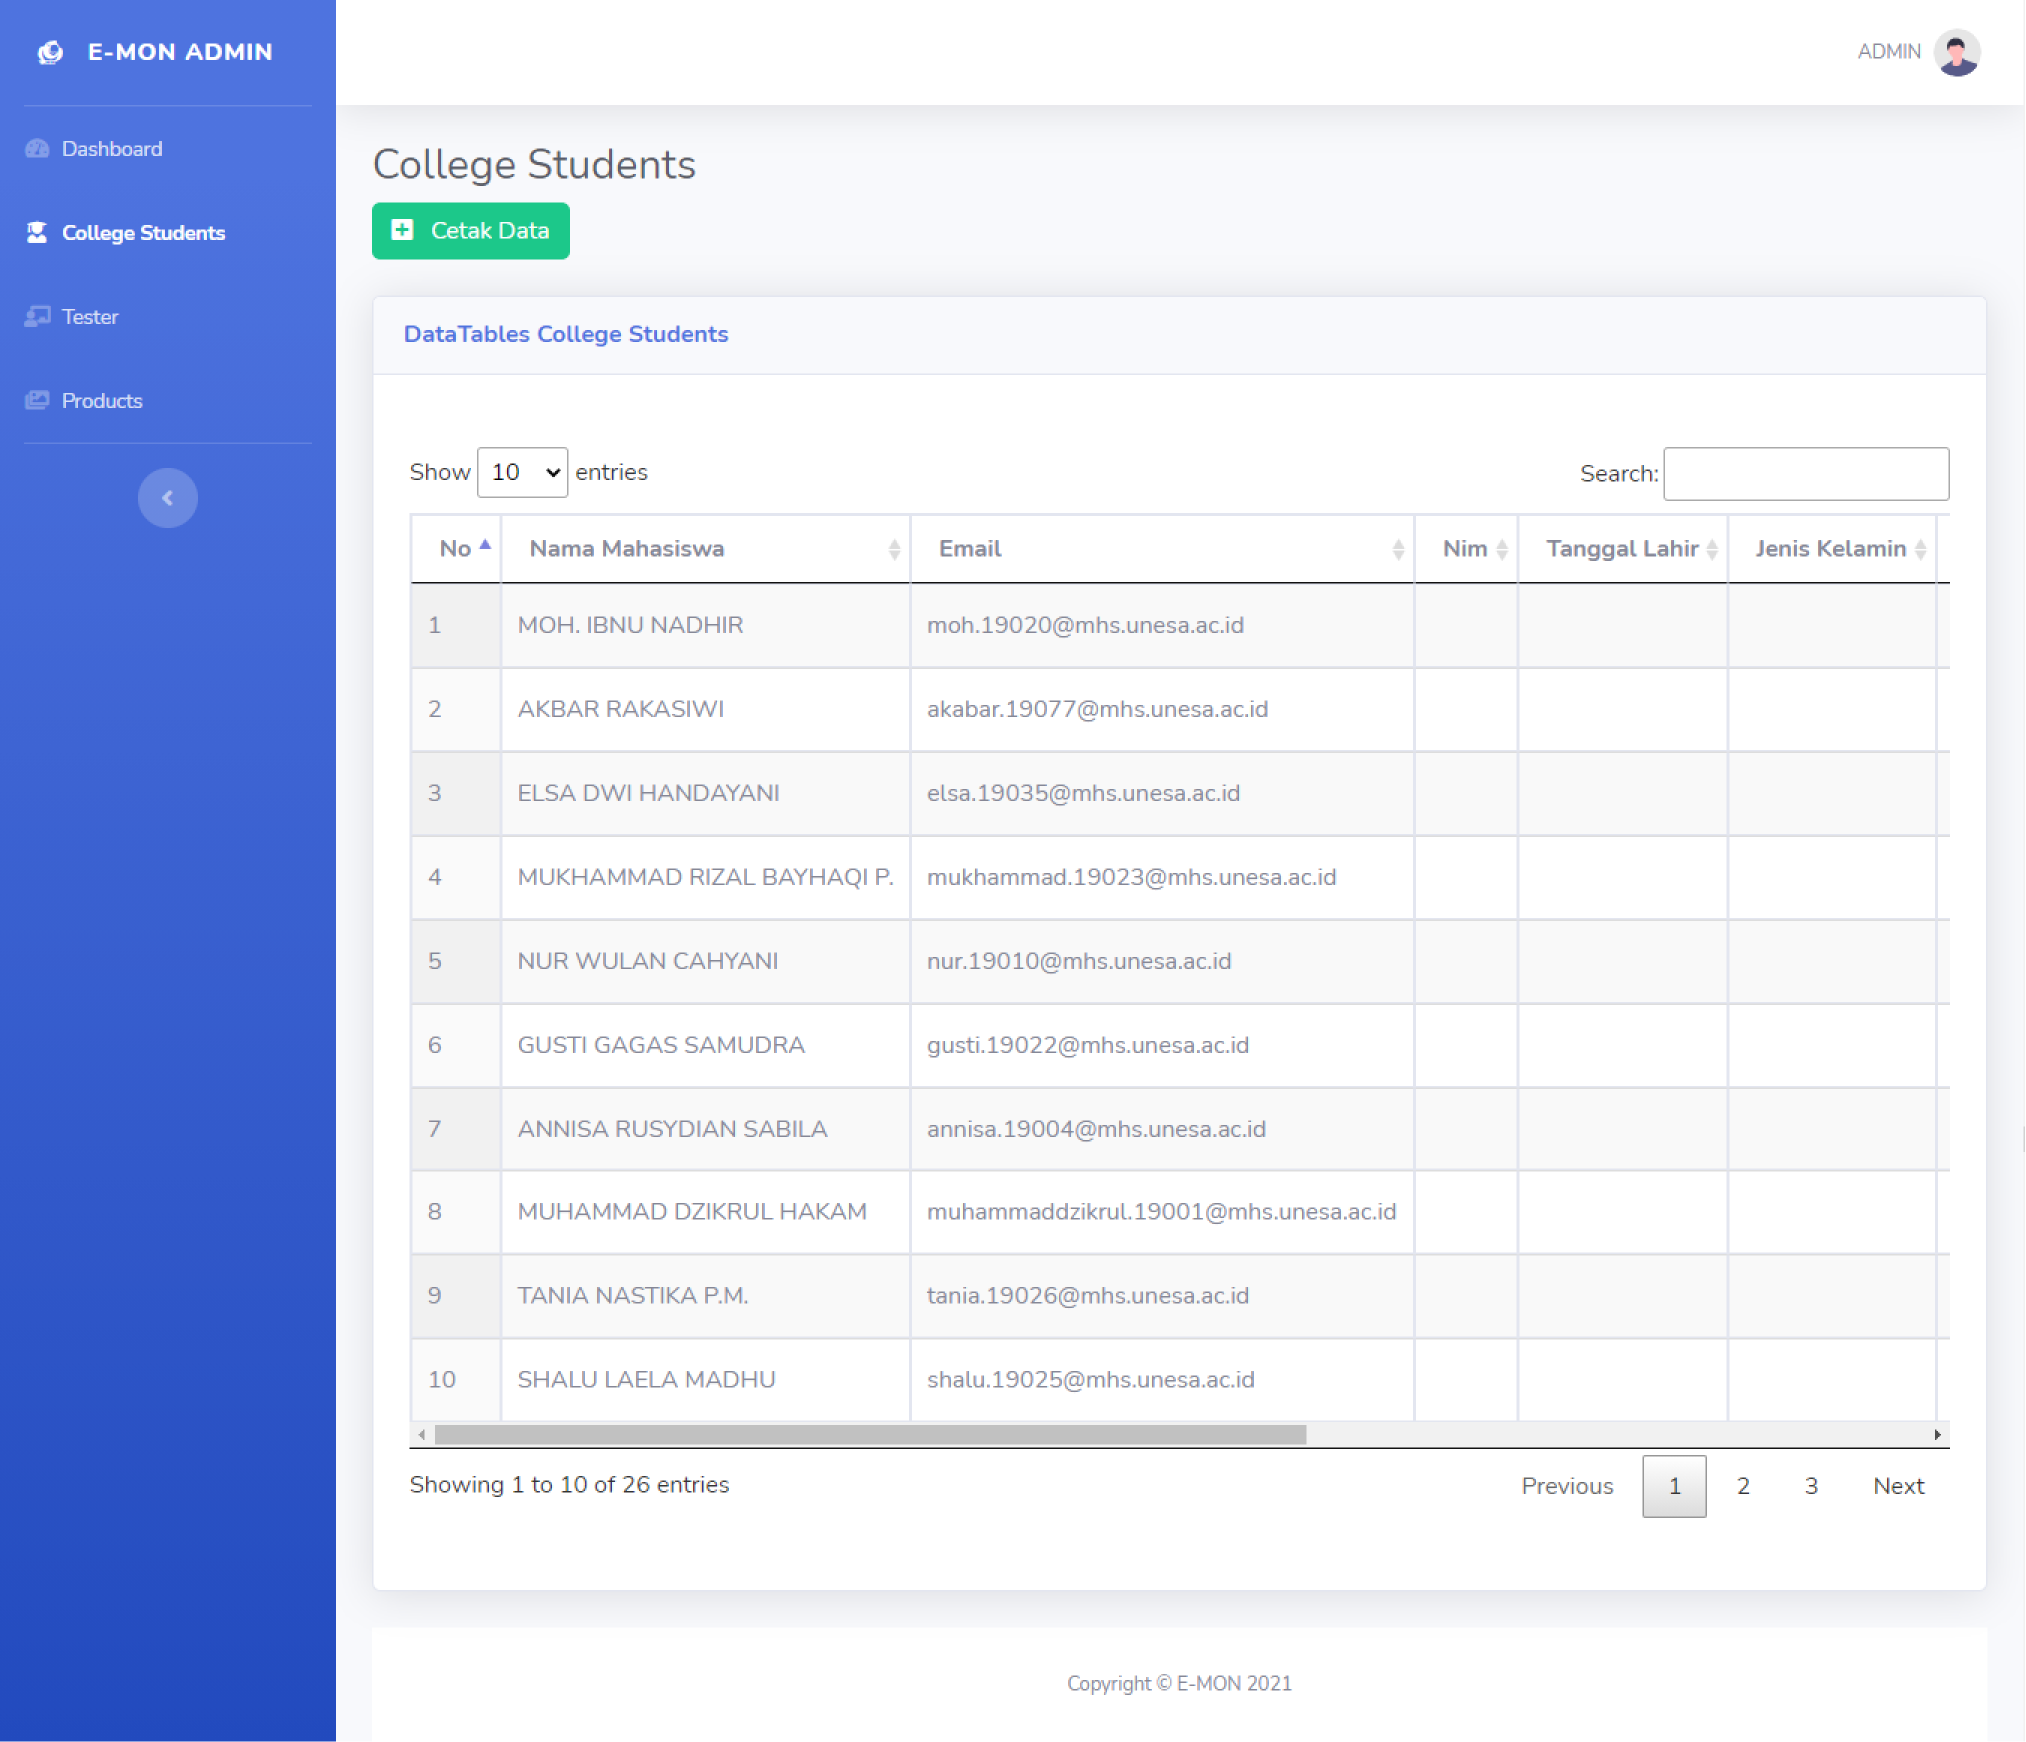 E-MON ADMIN
ADMIN
Dashboard
College Students
Tester
Products
College Students
Cetak Data
DataTables College Students
Show 10 entries
Search:
No Nama Mahasiswa Email Nim Tanggal Lahir Jenis Kelamin
1 MOH. IBNU NADHIR moh.19020@mhs.unesa.ac.id
2 AKBAR RAKASIWI akabar.19077@mhs.unesa.ac.id
3 ELSA DWI HANDAYANI elsa.19035@mhs.unesa.ac.id
4 MUKHAMMAD RIZAL BAYHAQI P. mukhammad.19023@mhs.unesa.ac.id
5 NUR WULAN CAHYANI nur.19010@mhs.unesa.ac.id
6 GUSTI GAGAS SAMUDRA gusti.19022@mhs.unesa.ac.id
7 ANNISA RUSYDIAN SABILA annisa.19004@mhs.unesa.ac.id
8 MUHAMMAD DZIKRUL HAKAM muhammaddzikrul.19001@mhs.unesa.ac.id
9 TANIA NASTIKA P.M. tania.19026@mhs.unesa.ac.id
10 SHALU LAELA MADHU shalu.19025@mhs.unesa.ac.id
Showing 1 to 10 of 26 entries
Previous 1 2 3 Next
Copyright © E-MON 2021